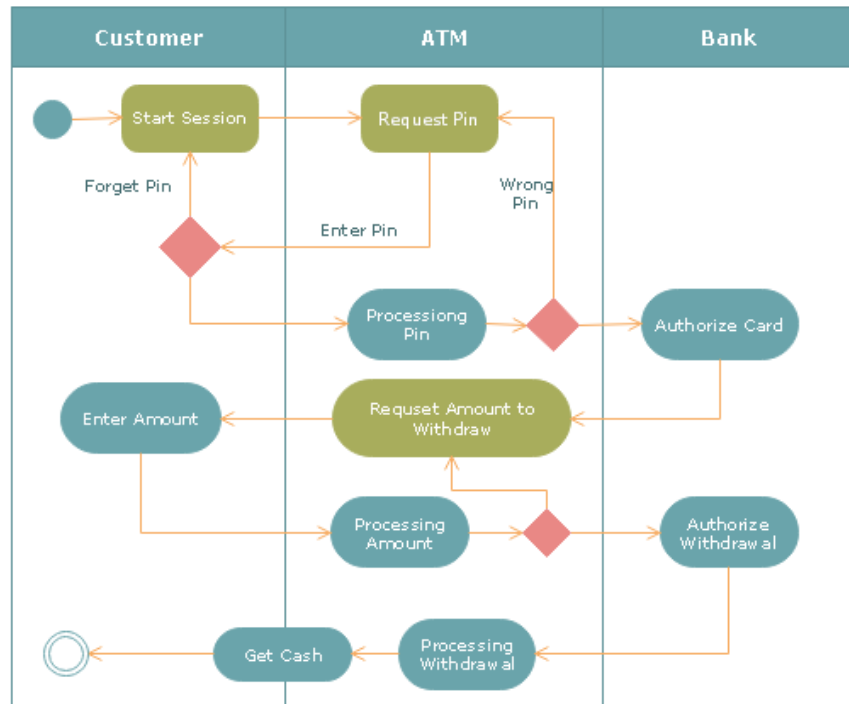 Customer
ATM
Bank
Start Session
Request Pin
Forget Pin
Wrong
Pin
Enter Pin
Processiong
Pin
Authorize Card
Enter Amount
Requset Amount to
Withdraw
Processing
Amount
Authorize
Withdrawal
Get Cash
Processing
Withdrawal